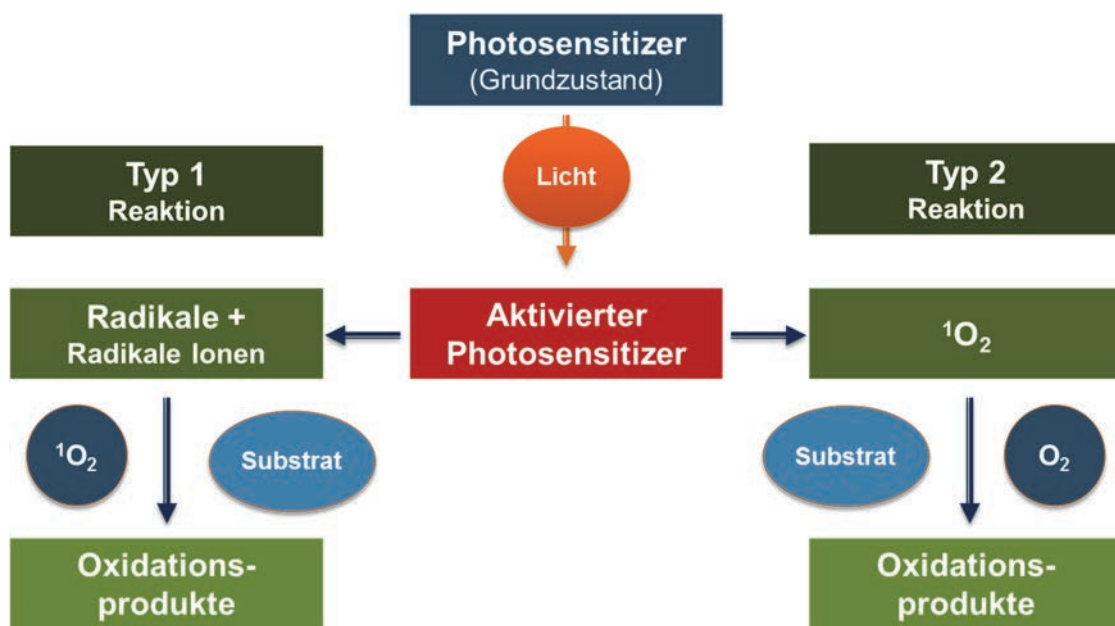 Photosensitizer
(Grundzustand)
Licht
Typ 1
Reaktion
Typ 2
Reaktion
Radikale +
Radikale Ionen
Aktivierter
Photosensitizer
¹O₂
¹O₂
Substrat
Substrat
O₂
Oxidations-
produkte
Oxidations-
produkte